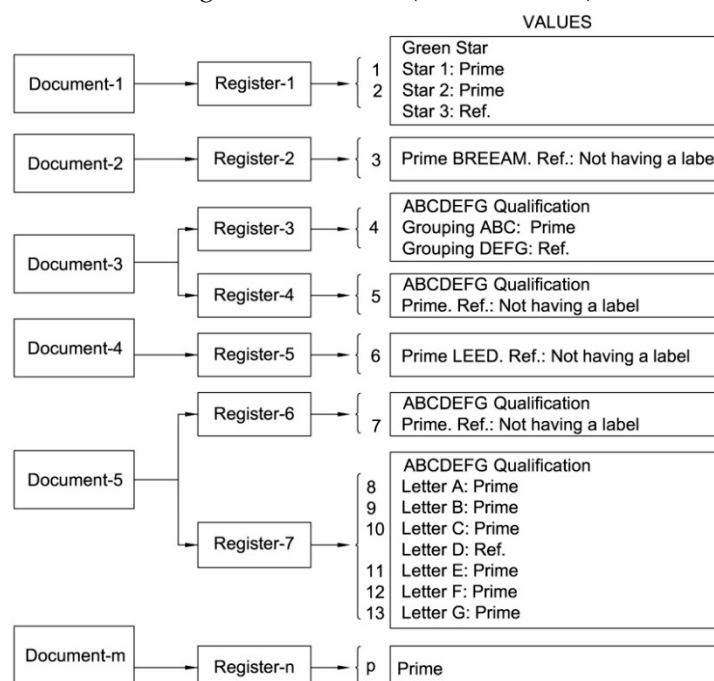 VALUES
Document-1
Register-1
1
2
Green Star
Star 1: Prime
Star 2: Prime
Star 3: Ref.
Document-2
Register-2
3
Prime BREEAM. Ref.: Not having a labe
Document-3
Register-3
4
ABCDEFG Qualification
Grouping ABC: Prime
Grouping DEFG: Ref.
Register-4
5
ABCDEFG Qualification
Prime. Ref.: Not having a label
Document-4
Register-5
6
Prime LEED. Ref.: Not having a label
Document-5
Register-6
7
ABCDEFG Qualification
Prime. Ref.: Not having a label
Register-7
ABCDEFG Qualification
8 Letter A: Prime
9 Letter B: Prime
10 Letter C: Prime
Letter D: Ref.
11 Letter E: Prime
12 Letter F: Prime
13 Letter G: Prime
Document-m
Register-n
p
Prime